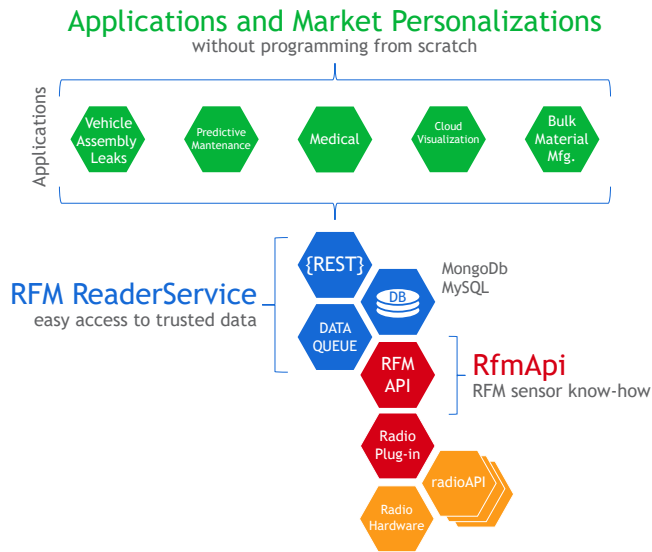 Applications and Market Personalizations
without programming from scratch
Applications
Vehicle
Assembly
Leaks
Predictive
Mantenance
Medical
Cloud
Visualization
Bulk
Material
Mfg.
{REST}
RFM ReaderService
easy access to trusted data
DB
MongoDb
MySQL
DATA
QUEUE
RFM
API
RfmApi
RFM sensor know-how
Radio
Plug-in
radioAPI
Radio
Hardware